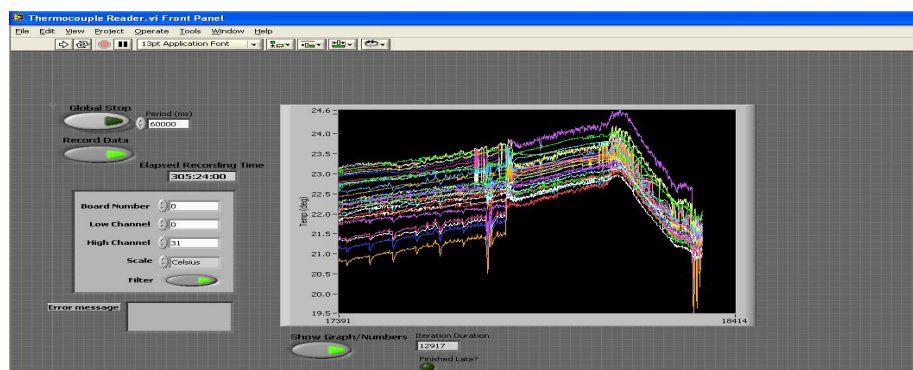 Thermocouple Reader.vi Front Panel
File Edit View Project Operate Tools Window Help
13pt Application Font
Global Stop
Period (ms)
60000
Record Data
Elapsed Recording Time
305:24:00
Board Number 0
Low Channel 0
High Channel 31
Scale Celsius
Filter
Error message
Temp (deg)
24.6
24.0
23.5
23.0
22.5
22.0
21.5
21.0
20.5
20.0
19.5
17391 18414
Show Graph/Numbers
Iteration Duration
12917
Finished Late?